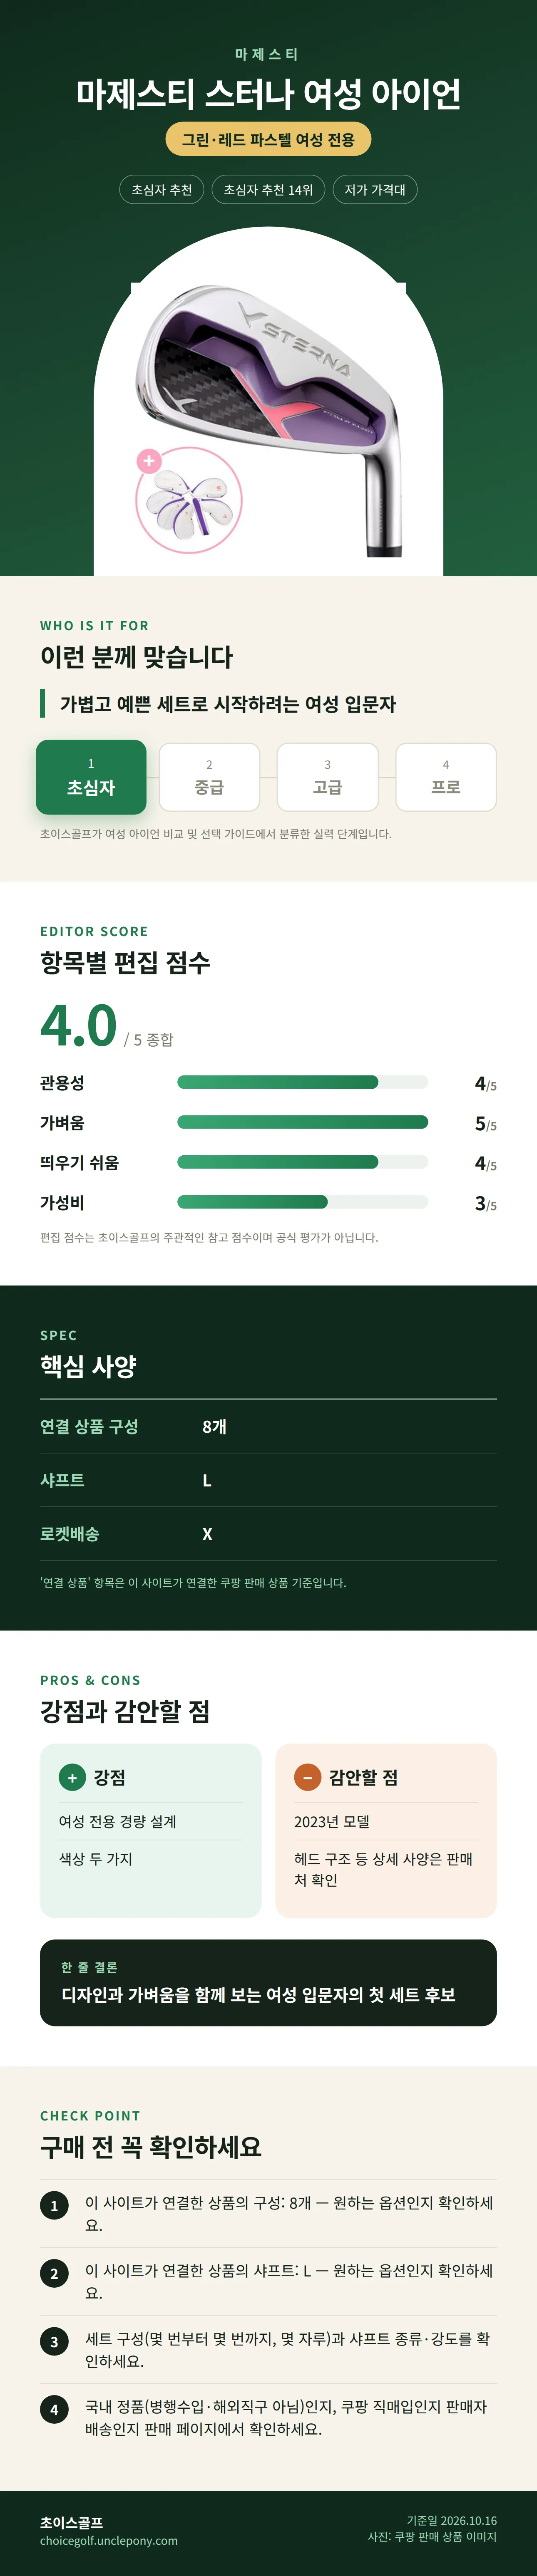 마제스티
마제스티 스터나 여성 아이언
그린·레드 파스텔 여성 전용
초심자 추천
초심자 추천 14위
저가 가격대
STERNA
+
WHO IS IT FOR
이런 분께 맞습니다
가볍고 예쁜 세트로 시작하려는 여성 입문자
1
초심자
2
중급
3
고급
4
프로
초이스골프가 여성 아이언 비교 및 선택 가이드에서 분류한 실력 단계입니다.
EDITOR SCORE
항목별 편집 점수
4.0 / 5 종합
관용성 4/5
가벼움 5/5
띄우기 쉬움 4/5
가성비 3/5
편집 점수는 초이스골프의 주관적인 참고 점수이며 공식 평가가 아닙니다.
SPEC
핵심 사양
연결 상품 구성 8개
샤프트 L
로켓배송 X
'연결 상품' 항목은 이 사이트가 연결한 쿠팡 판매 상품 기준입니다.
PROS & CONS
강점과 감안할 점
+ 강점
여성 전용 경량 설계
색상 두 가지
− 감안할 점
2023년 모델
헤드 구조 등 상세 사양은 판매
처 확인
한 줄 결론
디자인과 가벼움을 함께 보는 여성 입문자의 첫 세트 후보
CHECK POINT
구매 전 꼭 확인하세요
1 이 사이트가 연결한 상품의 구성: 8개 — 원하는 옵션인지 확인하세
요.
2 이 사이트가 연결한 상품의 샤프트: L — 원하는 옵션인지 확인하세
요.
3 세트 구성(몇 번부터 몇 번까지, 몇 자루)과 샤프트 종류·강도를 확
인하세요.
4 국내 정품(병행수입·해외직구 아님)인지, 쿠팡 직매입인지 판매자
배송인지 판매 페이지에서 확인하세요.
초이스골프
choicegolf.unclepony.com
기준일 2026.10.16
사진: 쿠팡 판매 상품 이미지